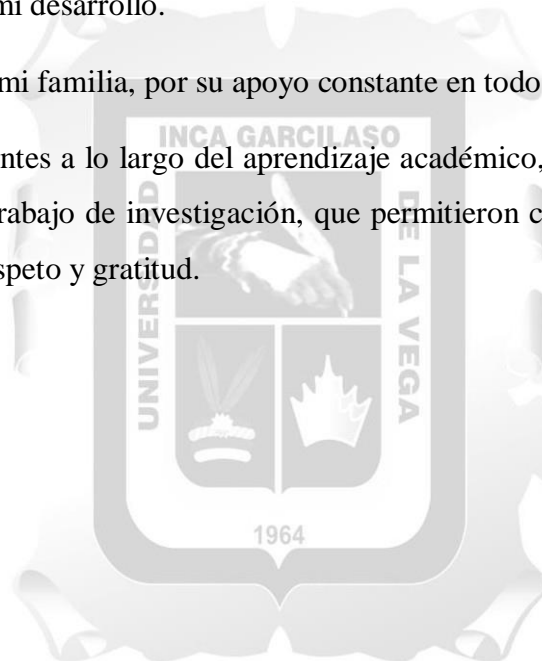 mi desarrollo.
mi familia, por su apoyo constante en todo
INCA GARCILASO
ntes a lo largo del aprendizaje académico,
rabajo de investigación, que permitieron c
speto y gratitud.
UNIVERSIDAD
DE LA VEGA
1964